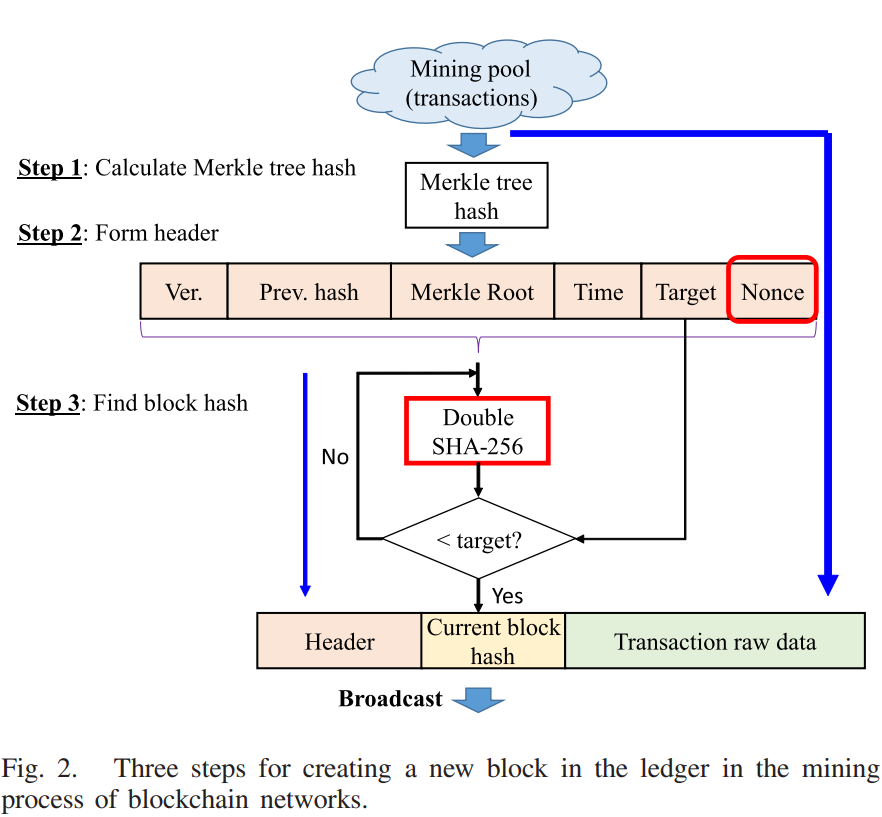 Mining pool
(transactions)
Step 1: Calculate Merkle tree hash
Merkle tree
hash
Step 2: Form header
Ver.
Prev. hash
Merkle Root
Time
Target
Nonce
Step 3: Find block hash
Double
SHA-256
No
< target?
Yes
Header
Current block
hash
Transaction raw data
Broadcast
Fig. 2. Three steps for creating a new block in the ledger in the mining
process of blockchain networks.